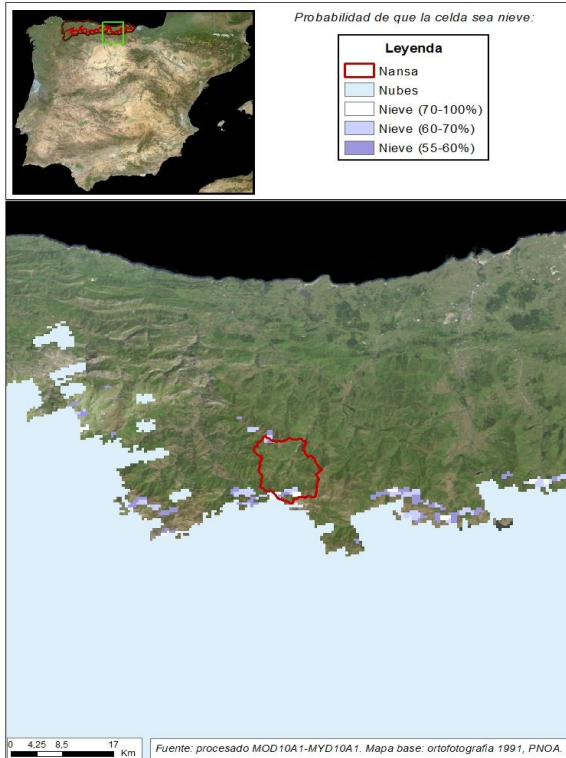 Probabilidad de que la celda sea nieve:
Leyenda
Nansa
Nubes
Nieve (70-100%)
Nieve (60-70%)
Nieve (55-60%)
0 4,25 8,5 17
Km
Fuente: procesado MOD10A1-MYD10A1. Mapa base: ortofotografia 1991, PNOA.